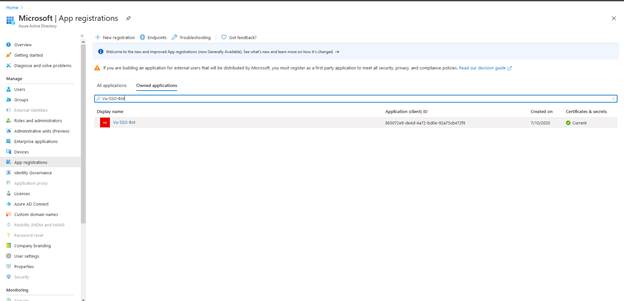 Home >
Microsoft | App registrations
Azure Active Directory
New registration
Endpoints
Troubleshooting
Got feedback?
Welcome to the new and improved App registrations (now Generally Available). See what's new and learn more on how it's changed. →
If you are building an application for external users that will be distributed by Microsoft, you must register as a first party application to meet all security, privacy, and compliance policies. Read our decision guide
All applications
Owned applications
Va-SSO-Bot
Display name
Application (client) ID
Created on
Certificates & secrets
Va-SSO-Bot
7/10/2020
Current
Overview
Getting started
Diagnose and solve problems
Manage
Users
Groups
External Identities
Roles and administrators
Administrative units (Preview)
Enterprise applications
Devices
App registrations
Identity Governance
Application proxy
Licenses
Azure AD Connect
Custom domain names
Mobility (MDM and MAM)
Password reset
Company branding
User settings
Properties
Security
Monitoring